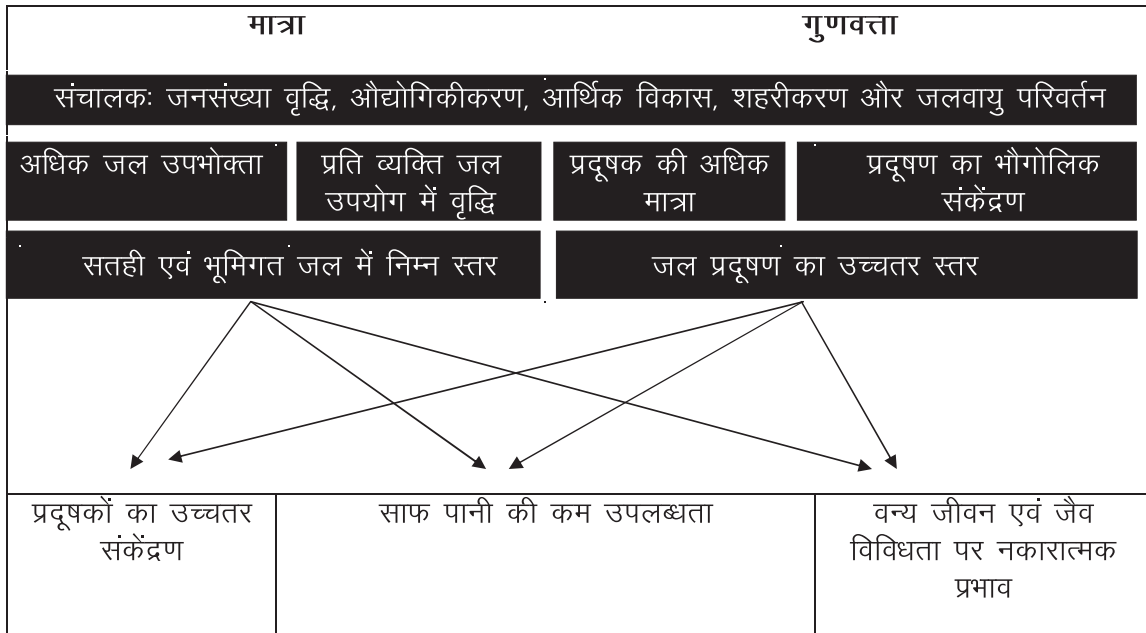 मात्रा गुणवत्ता
संचालकः जनसंख्या वृद्धि, औद्योगिकीकरण, आर्थिक विकास, शहरीकरण और जलवायु परिवर्तन
अधिक जल उपभोक्ता
प्रति व्यक्ति जल
उपयोग में वृद्धि
प्रदूषक की अधिक
मात्रा
प्रदूषण का भौगोलिक
संकेंद्रण
सतही एवं भूमिगत जल में निम्न स्तर
जल प्रदूषण का उच्चतर स्तर
प्रदूषकों का उच्चतर
संकेंद्रण
साफ पानी की कम उपलब्धता
वन्य जीवन एवं जैव
विविधता पर नकारात्मक
प्रभाव